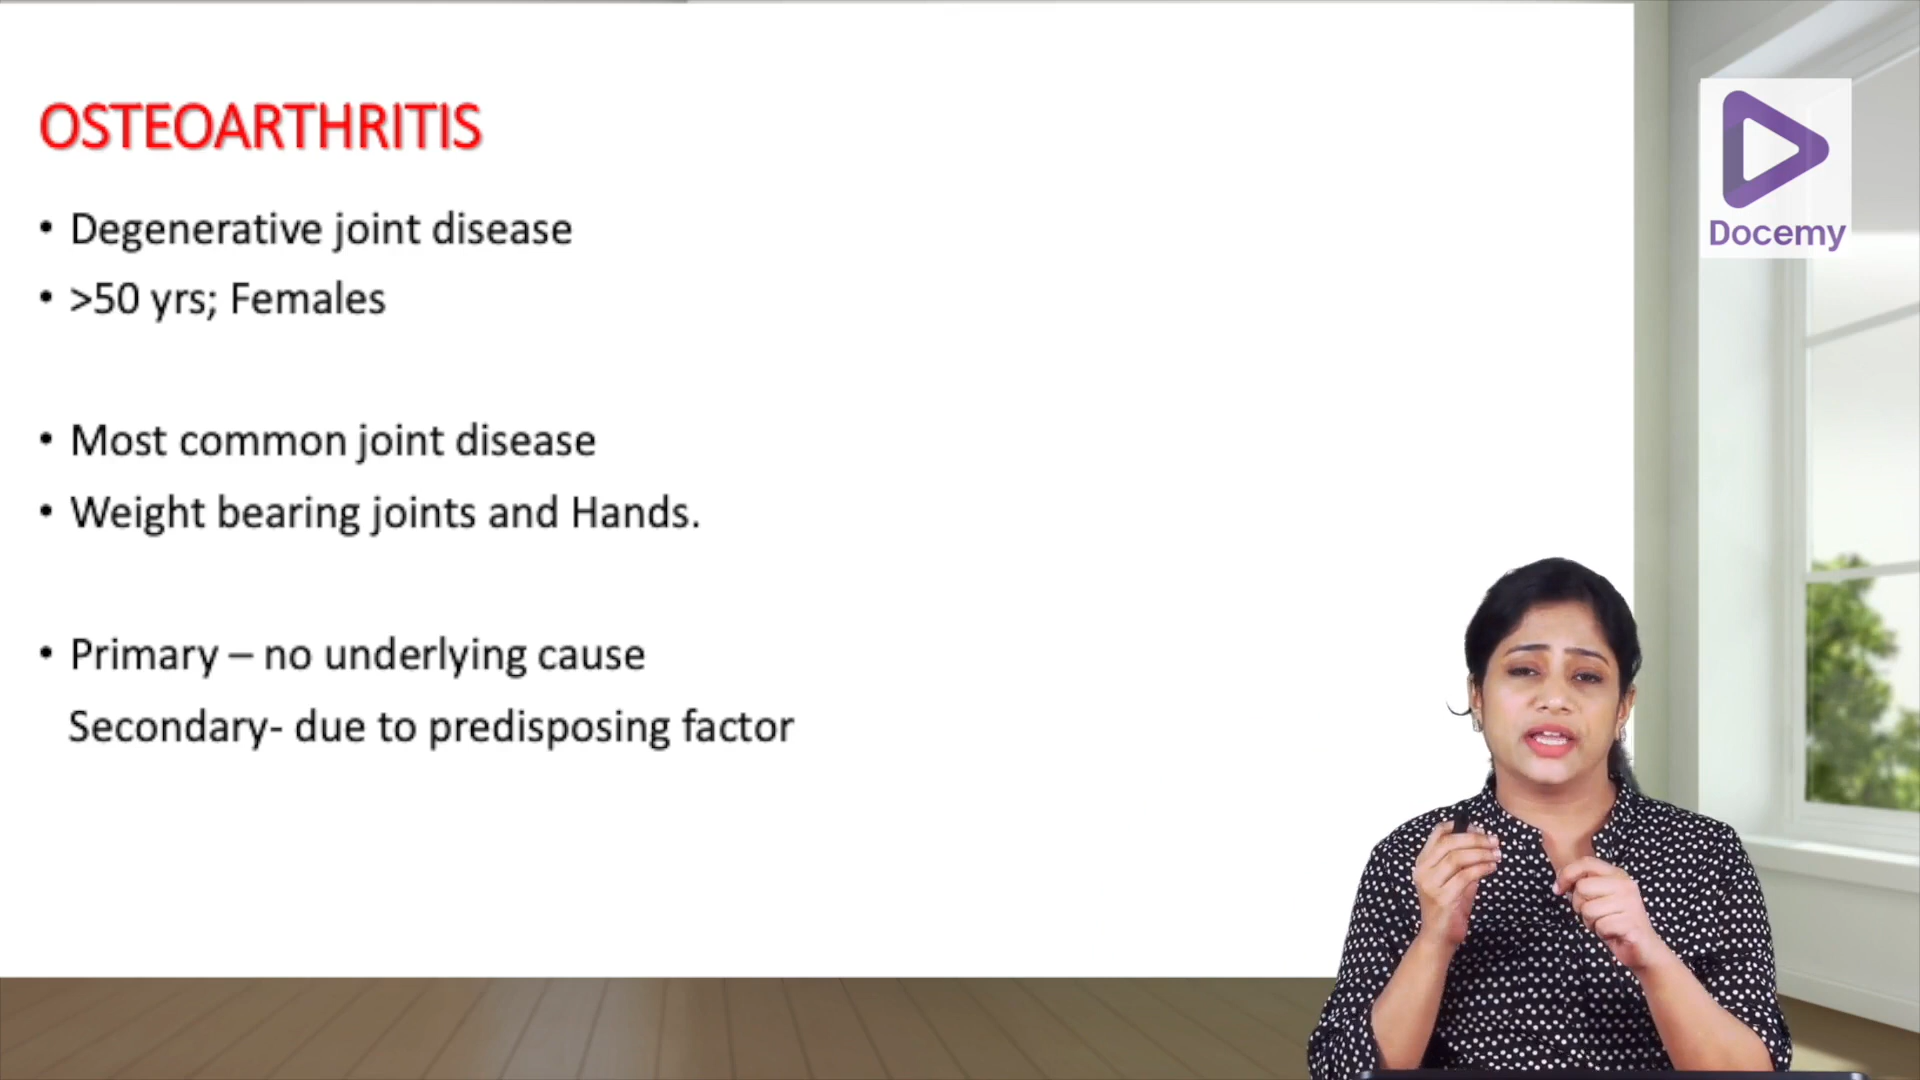 OSTEOARTHRITIS
• Degenerative joint disease
• >50 yrs; Females
• Most common joint disease
• Weight bearing joints and Hands.
• Primary – no underlying cause
Secondary- due to predisposing factor
Docemy